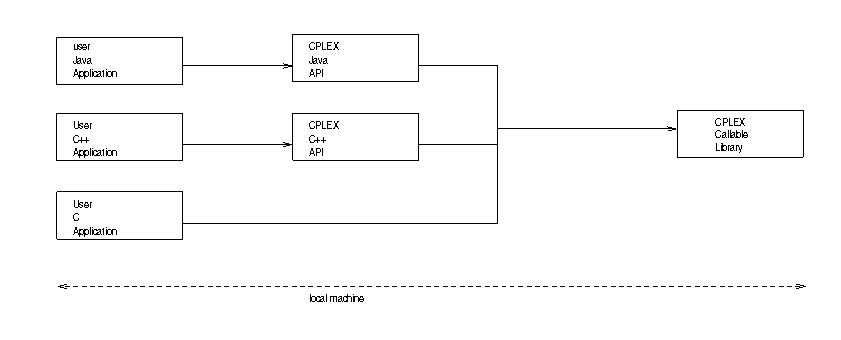 user
Java
Application
CPLEX
Java
API
User
C++
Application
CPLEX
C++
API
CPLEX
Callable
Library
User
C
Application
local machine